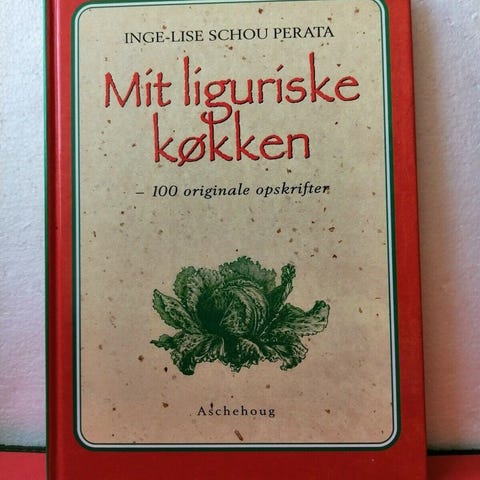 INGE-LISE SCHOU PERATA
Mit liguriske
køkken
– 100 originale opskrifter
Aschehoug